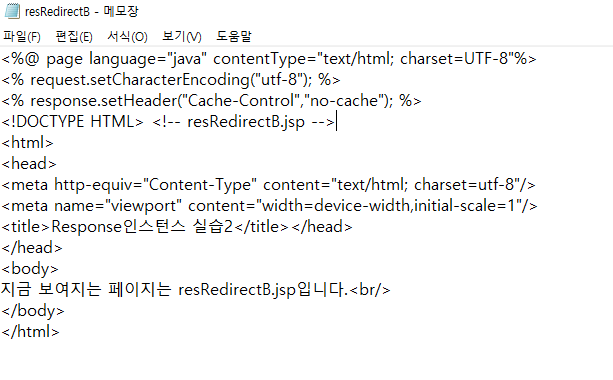 resRedirectB - 메모장
파일(F) 편집(E) 서식(O) 보기(V) 도움말
<%@ page language="java" contentType="text/html; charset=UTF-8"%>
<% request.setCharacterEncoding("utf-8"); %>
<% response.setHeader("Cache-Control","no-cache"); %>
<!DOCTYPE HTML> <!-- resRedirectB.jsp -->
<html>
<head>
<meta http-equiv="Content-Type" content="text/html; charset=utf-8"/>
<meta name="viewport" content="width=device-width,initial-scale=1"/>
<title>Response인스턴스 실습2</title></head>
</head>
<body>
지금 보여지는 페이지는 resRedirectB.jsp입니다.<br/>
</body>
</html>